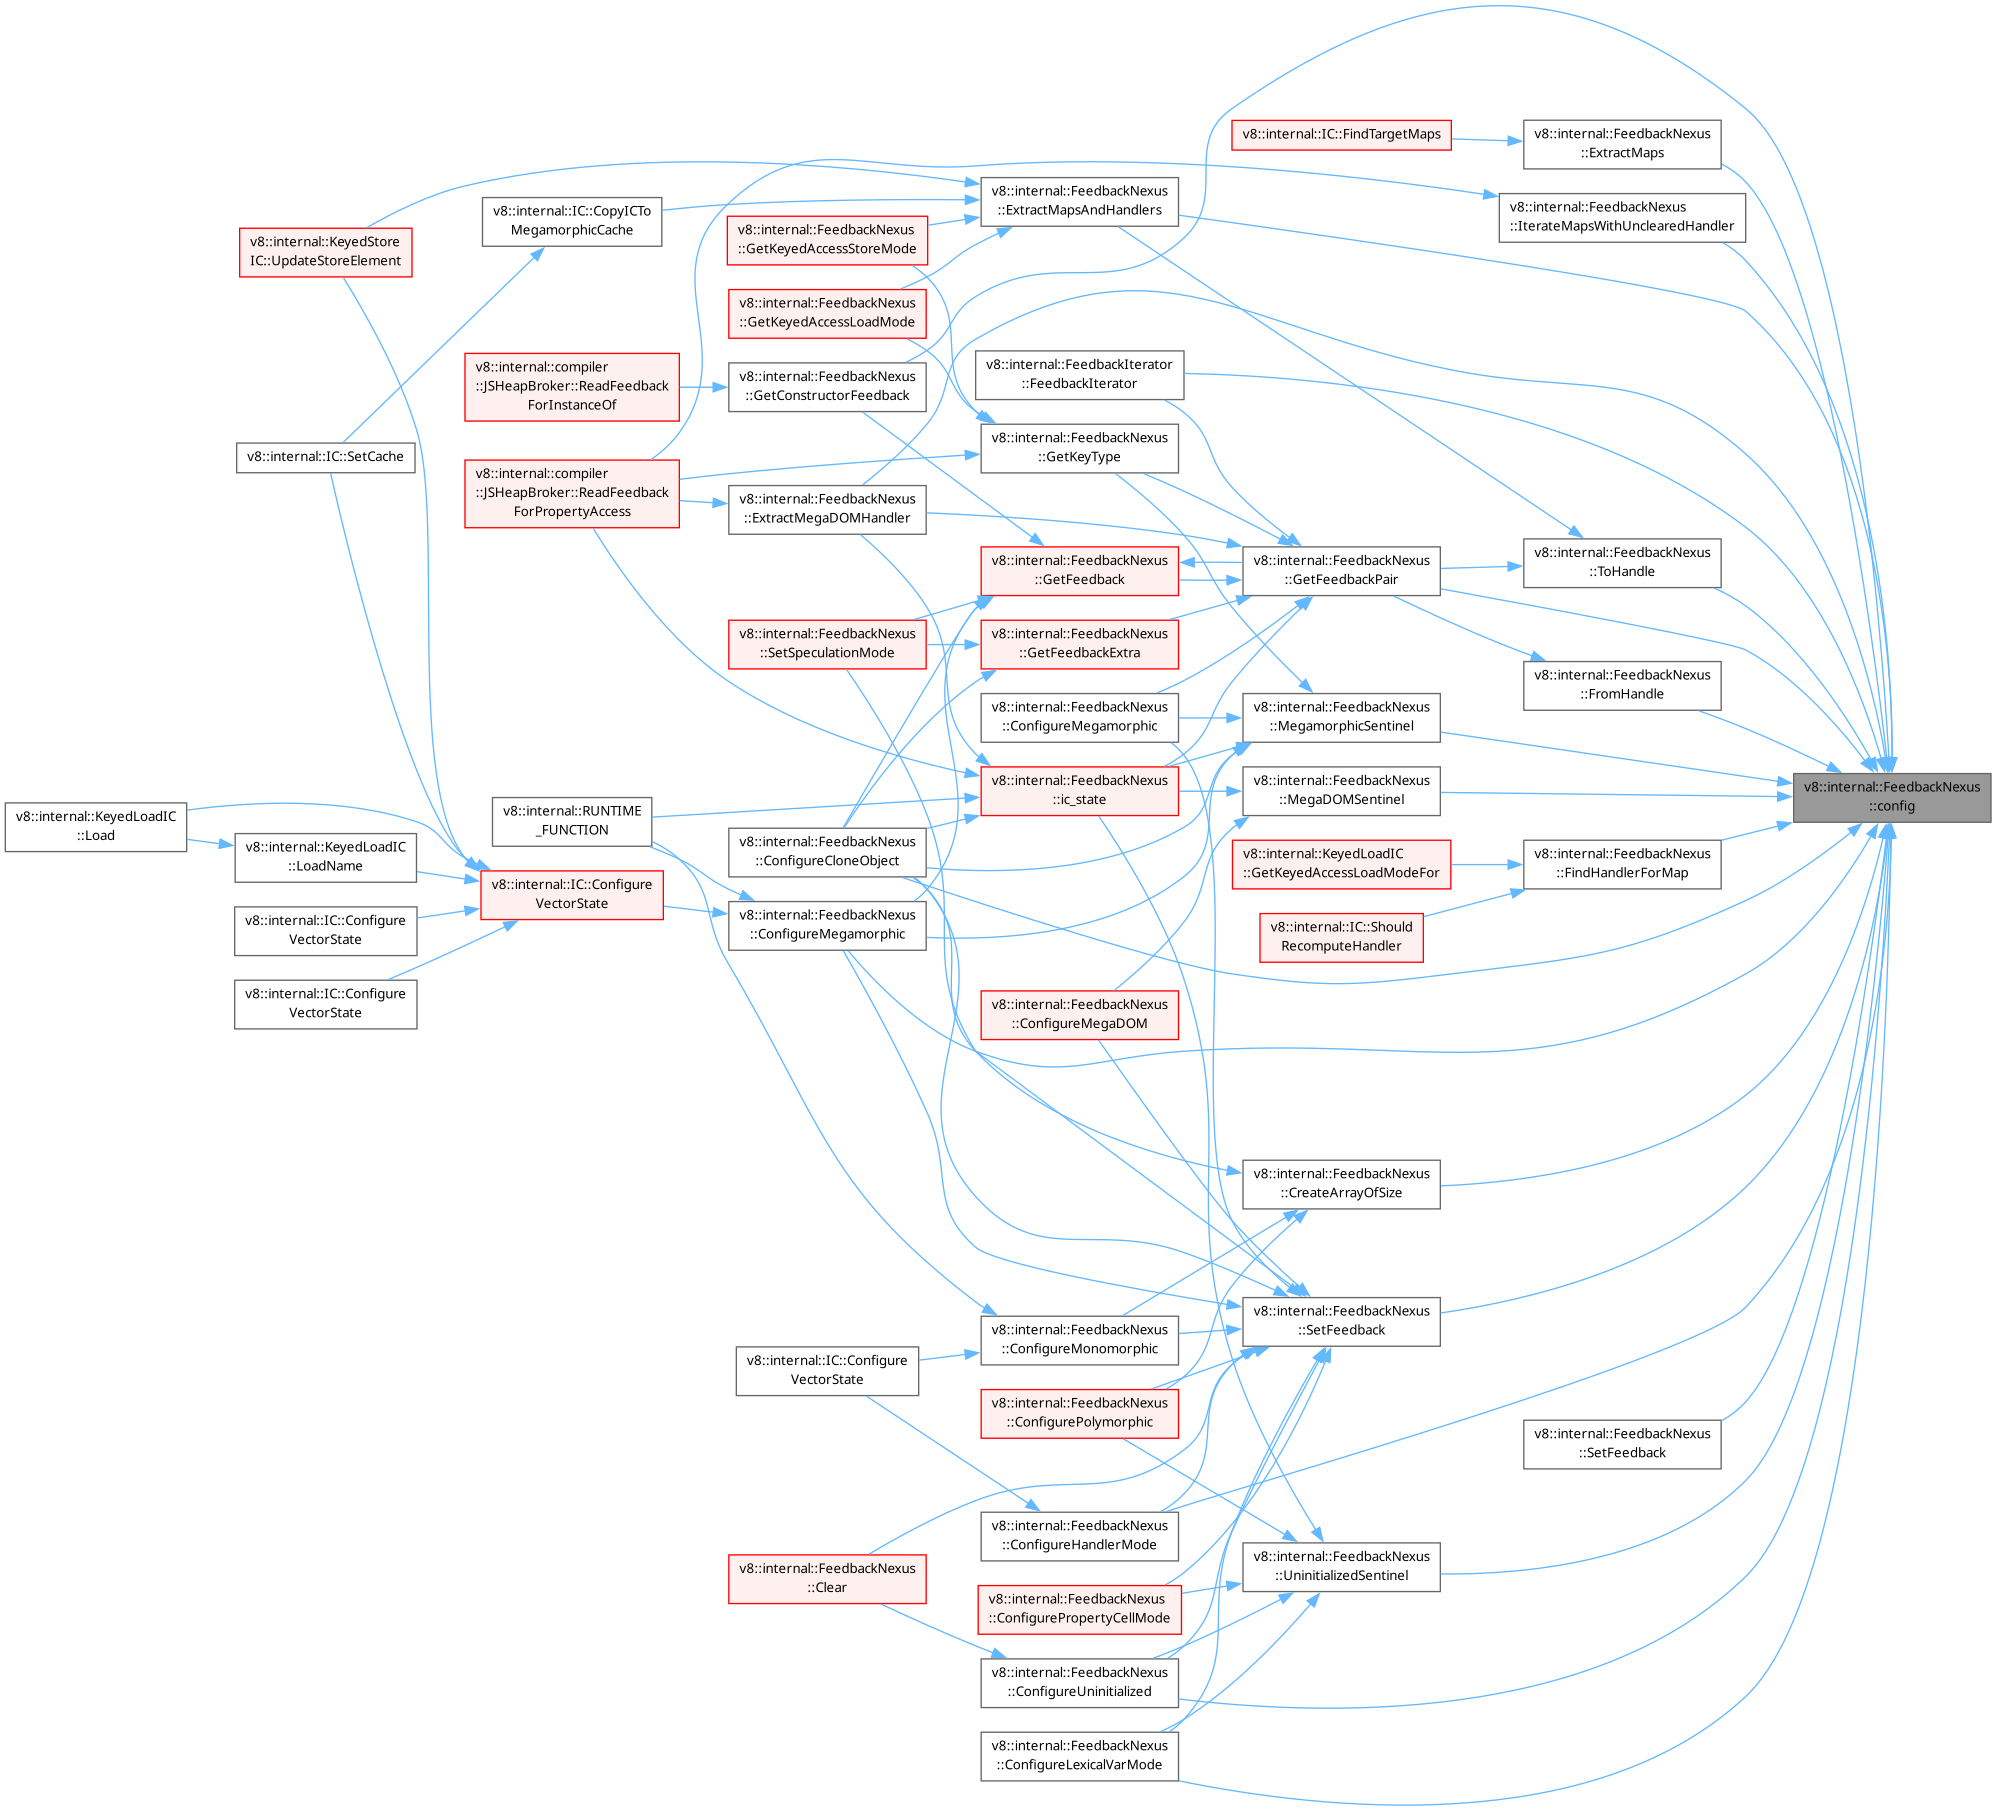 v8::internal::FeedbackNexus
::config
v8::internal::FeedbackNexus
::ExtractMaps
v8::internal::IC::FindTargetMaps
v8::internal::FeedbackNexus
::IterateMapsWithUnclearedHandler
v8::internal::FeedbackNexus
::ExtractMapsAndHandlers
v8::internal::IC::CopyICTo
MegamorphicCache
v8::internal::KeyedStore
IC::UpdateStoreElement
v8::internal::FeedbackNexus
::GetKeyedAccessStoreMode
v8::internal::FeedbackNexus
::GetKeyedAccessLoadMode
v8::internal::compiler
::JSHeapBroker::ReadFeedback
ForInstanceOf
v8::internal::FeedbackNexus
::GetConstructorFeedback
v8::internal::FeedbackIterator
::FeedbackIterator
v8::internal::IC::SetCache
v8::internal::compiler
::JSHeapBroker::ReadFeedback
ForPropertyAccess
v8::internal::FeedbackNexus
::ExtractMegaDOMHandler
v8::internal::FeedbackNexus
::GetKeyType
v8::internal::FeedbackNexus
::GetFeedback
v8::internal::FeedbackNexus
::GetFeedbackPair
v8::internal::FeedbackNexus
::ToHandle
v8::internal::FeedbackNexus
::SetSpeculationMode
v8::internal::FeedbackNexus
::GetFeedbackExtra
v8::internal::FeedbackNexus
::FromHandle
v8::internal::FeedbackNexus
::ConfigureMegamorphic
v8::internal::FeedbackNexus
::MegamorphicSentinel
v8::internal::FeedbackNexus
::ic_state
v8::internal::FeedbackNexus
::MegaDOMSentinel
v8::internal::KeyedLoadIC
::Load
v8::internal::KeyedLoadIC
::LoadName
v8::internal::RUNTIME
_FUNCTION
v8::internal::FeedbackNexus
::ConfigureCloneObject
v8::internal::KeyedLoadIC
::GetKeyedAccessLoadModeFor
v8::internal::FeedbackNexus
::FindHandlerForMap
v8::internal::IC::Configure
VectorState
v8::internal::IC::Configure
VectorState
v8::internal::IC::Configure
VectorState
v8::internal::FeedbackNexus
::ConfigureMegamorphic
v8::internal::IC::Should
RecomputeHandler
v8::internal::FeedbackNexus
::ConfigureMegaDOM
v8::internal::FeedbackNexus
::CreateArrayOfSize
v8::internal::FeedbackNexus
::SetFeedback
v8::internal::FeedbackNexus
::ConfigureMonomorphic
v8::internal::IC::Configure
VectorState
v8::internal::FeedbackNexus
::ConfigurePolymorphic
v8::internal::FeedbackNexus
::SetFeedback
v8::internal::FeedbackNexus
::ConfigureHandlerMode
v8::internal::FeedbackNexus
::UninitializedSentinel
v8::internal::FeedbackNexus
::Clear
v8::internal::FeedbackNexus
::ConfigurePropertyCellMode
v8::internal::FeedbackNexus
::ConfigureUninitialized
v8::internal::FeedbackNexus
::ConfigureLexicalVarMode